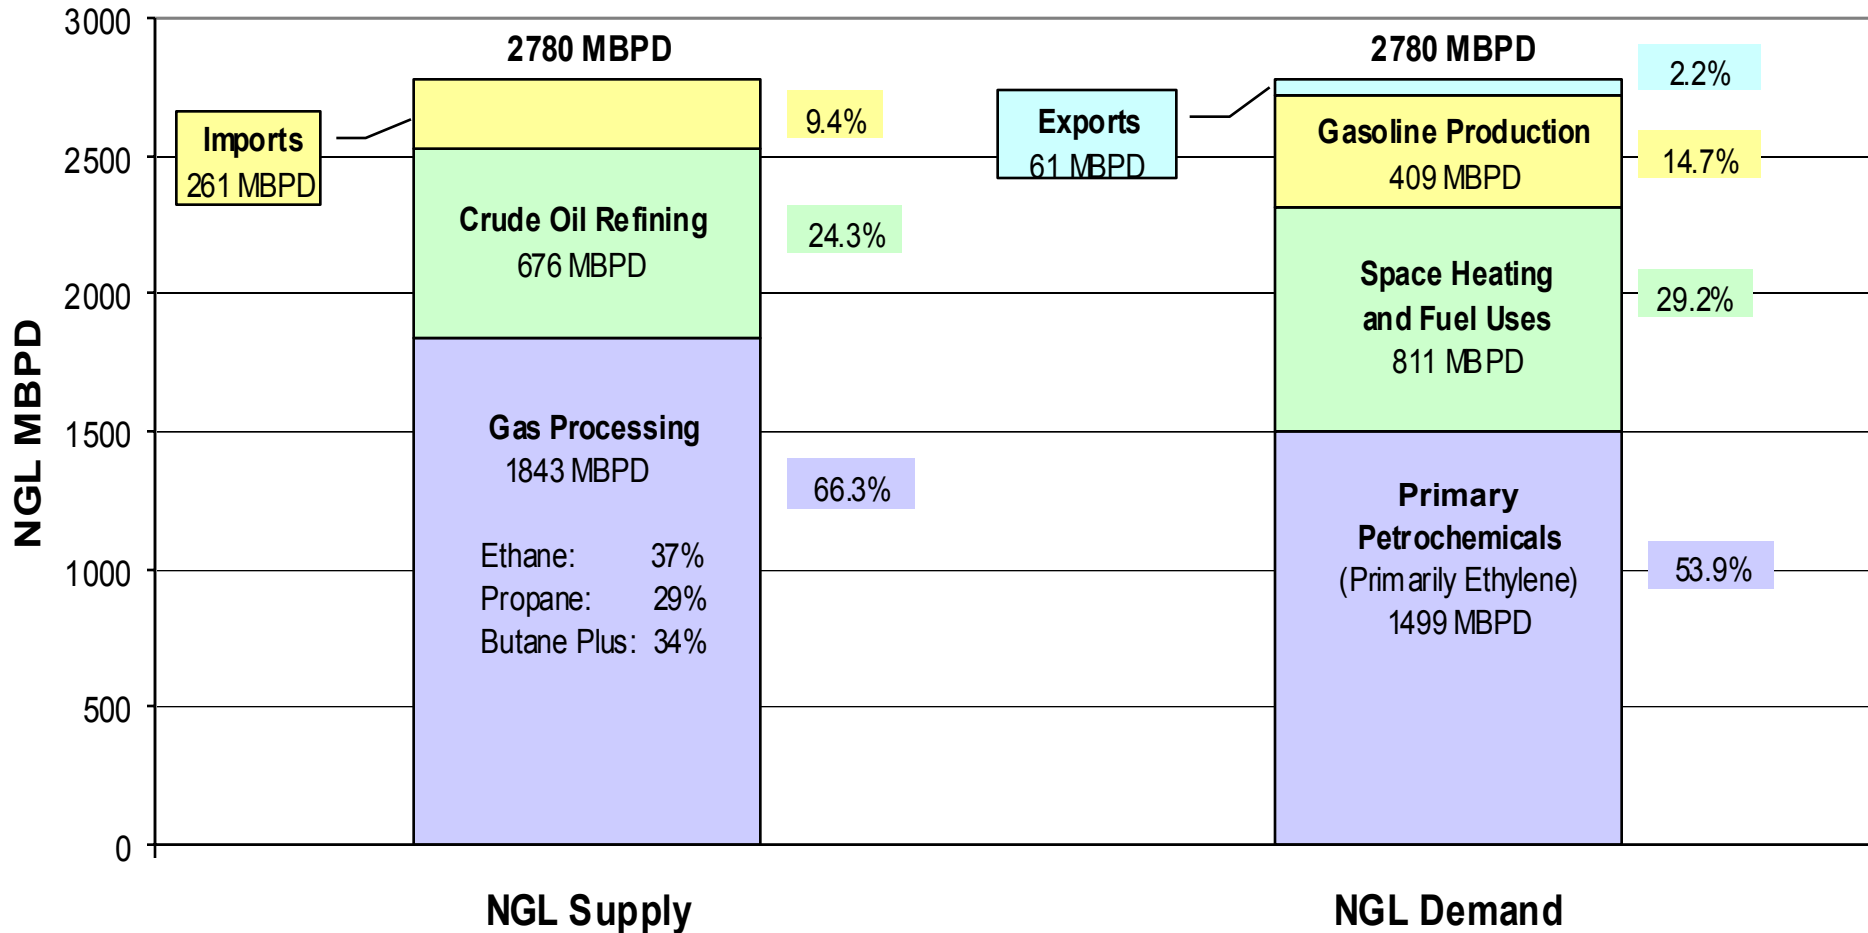 3000
2500
2000
1500
1000
500
0
NGL MBPD
2780 MBPD
Imports
261 MBPD
9.4%
Crude Oil Refining
676 MBPD
24.3%
Gas Processing
1843 MBPD
66.3%
Ethane: 37%
Propane: 29%
Butane Plus: 34%
NGL Supply
2780 MBPD
2.2%
Exports
61 MBPD
Gasoline Production
409 MBPD
14.7%
Space Heating
and Fuel Uses
811 MBPD
29.2%
Primary
Petrochemicals
(Primarily Ethylene)
1499 MBPD
53.9%
NGL Demand